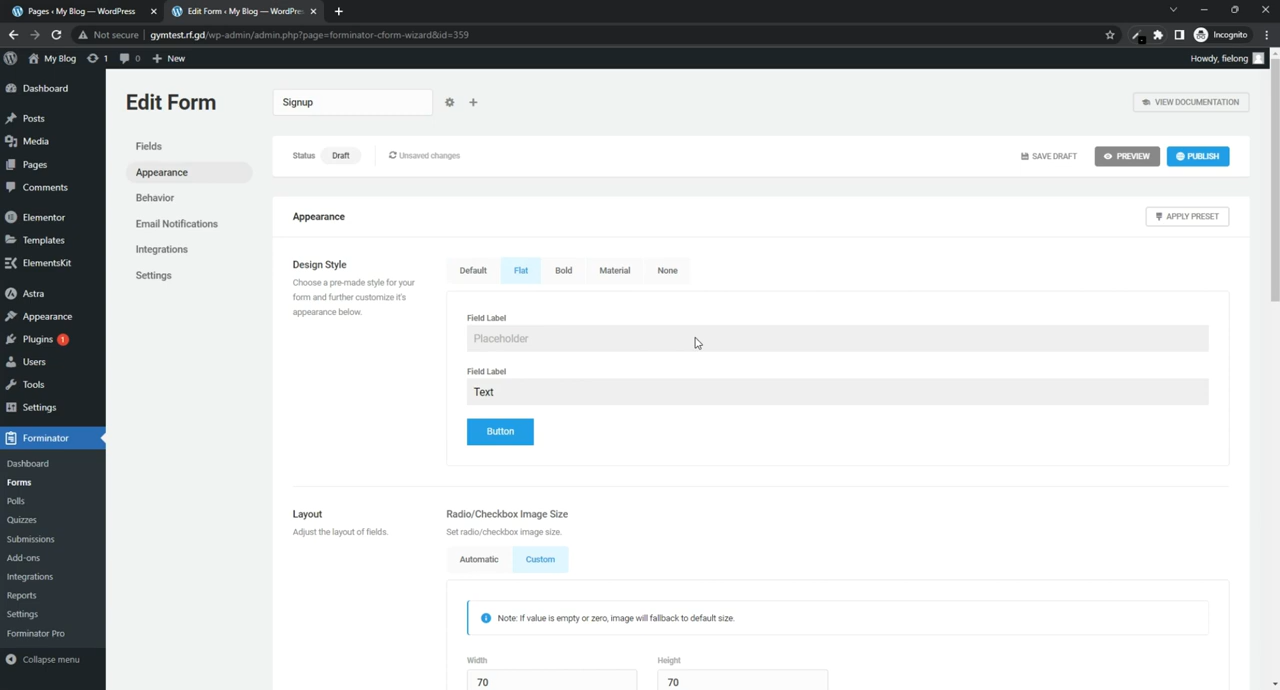 Pages ‹ My Blog — WordPress
Edit Form ‹ My Blog — WordPre
Not secure gymtest.rf.gd/wp-admin/admin.php?page=forminator-cform-wizard&id=359
Incognito
My Blog 1 0 New
Howdy, fielong
Dashboard
Posts
Media
Pages
Comments
Elementor
Templates
ElementsKit
Astra
Appearance
Plugins 1
Users
Tools
Settings
Forminator
Dashboard
Forms
Polls
Quizzes
Submissions
Add-ons
Integrations
Reports
Settings
Forminator Pro
Collapse menu
Edit Form
Signup
VIEW DOCUMENTATION
Fields
Appearance
Behavior
Email Notifications
Integrations
Settings
Status Draft Unsaved changes
SAVE DRAFT PREVIEW PUBLISH
Appearance
APPLY PRESET
Design Style
Choose a pre-made style for your
form and further customize it's
appearance below.
Default Flat Bold Material None
Field Label
Placeholder
Field Label
Text
Button
Layout
Adjust the layout of fields.
Radio/Checkbox Image Size
Set radio/checkbox image size.
Automatic Custom
Note: If value is empty or zero, image will fallback to default size.
Width Height
70 70